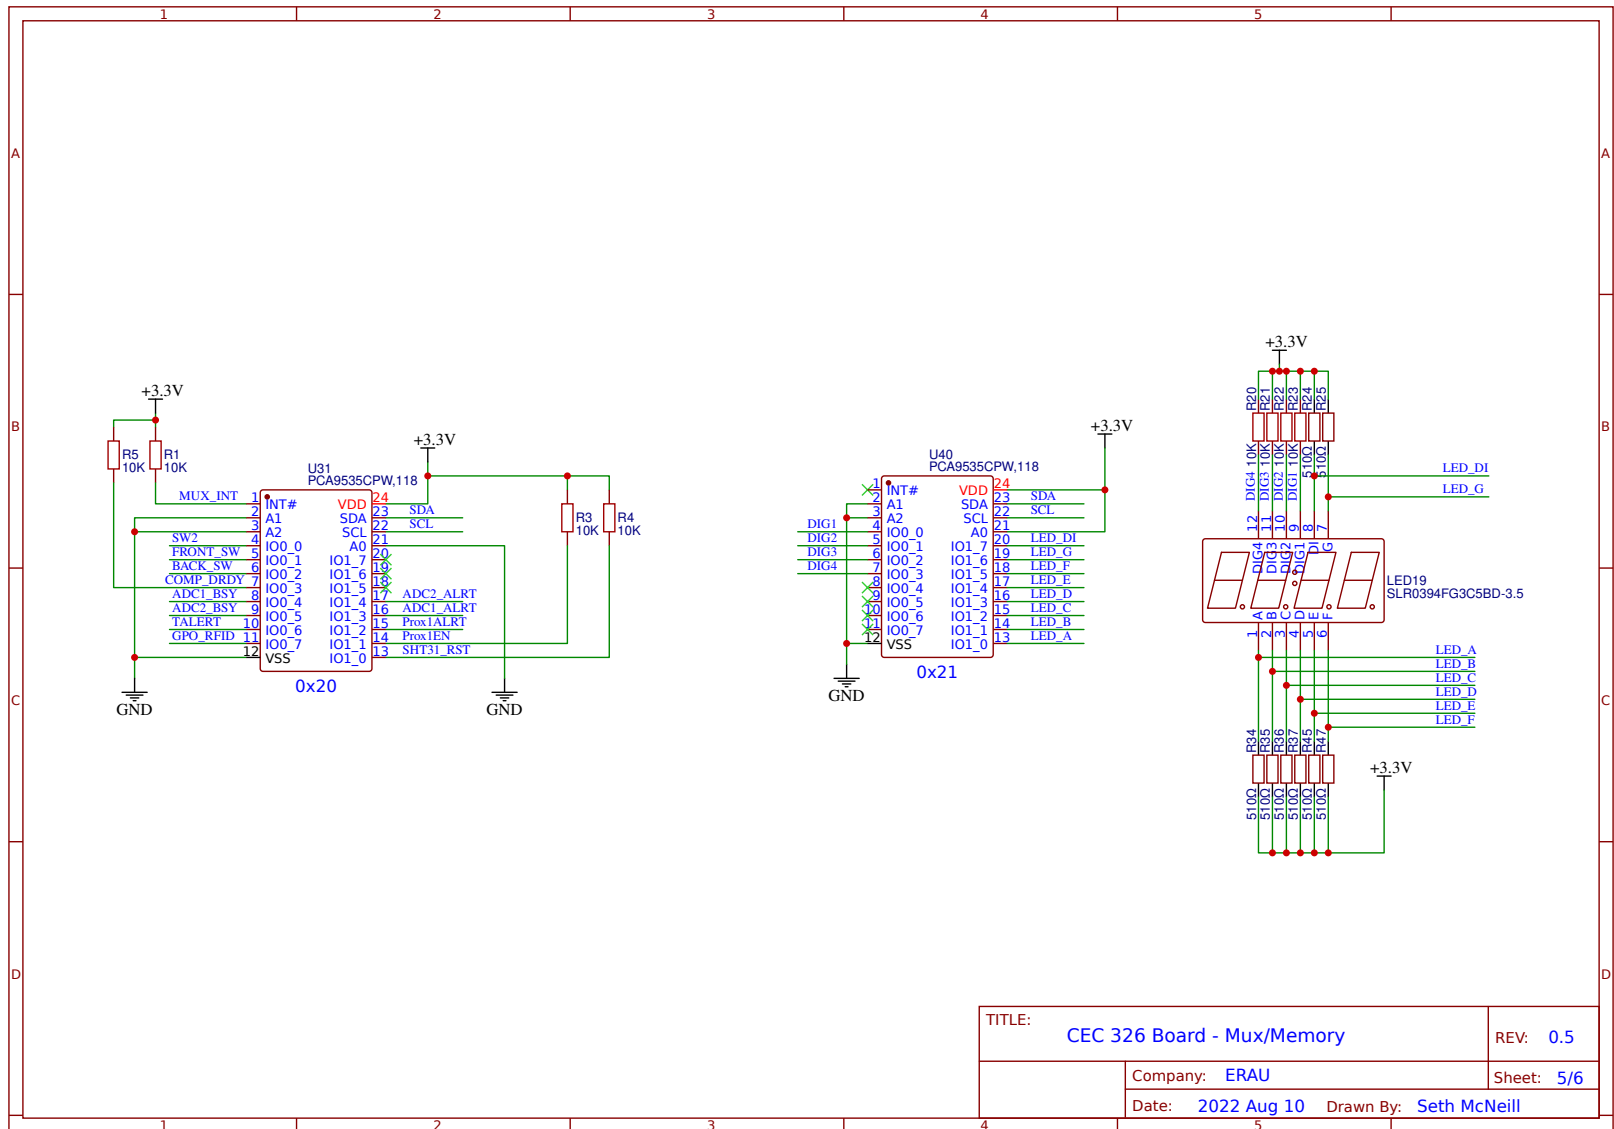 1 2 3 4 5
A A
B B
C C
D D
1 2 3 4 5
+3.3V
R5
10K
R1
10K
+3.3V
U31
PCA9535CPW,118
R3
10K
R4
10K
MUX_INT 1 INT# VDD 24
2 A1 SDA 23 SDA
3 A2 SCL 22 SCL
SW2 4 IO0_0 A0 21
FRONT_SW 5 IO0_1 IO1_7 20
BACK_SW 6 IO0_2 IO1_6 19
COMP_DRDY 7 IO0_3 IO1_5 18
ADC1_BSY 8 IO0_4 IO1_4 17 ADC2_ALRT
ADC2_BSY 9 IO0_5 IO1_3 16 ADC1_ALRT
TALERT 10 IO0_6 IO1_2 15 Prox1ALRT
GPO_RFID 11 IO0_7 IO1_1 14 Prox1EN
12 VSS IO1_0 13 SHT31_RST
0x20
GND
GND
+3.3V
U40
PCA9535CPW,118
1 INT# VDD 24
2 A1 SDA 23 SDA
3 A2 SCL 22 SCL
DIG1 4 IO0_0 A0 21
DIG2 5 IO0_1 IO1_7 20 LED_DI
DIG3 6 IO0_2 IO1_6 19 LED_G
DIG4 7 IO0_3 IO1_5 18 LED_F
8 IO0_4 IO1_4 17 LED_E
9 IO0_5 IO1_3 16 LED_D
10 IO0_6 IO1_2 15 LED_C
11 IO0_7 IO1_1 14 LED_B
12 VSS IO1_0 13 LED_A
0x21
GND
+3.3V
R20 R21 R22 R23 R24 R25
10K 10K 10K 10K 510Ω 510Ω
DIG4 DIG3 DIG2 DIG1
LED_DI
LED_G
12 11 10 9 8 7
DIG4 DIG3 DIG2 DIG1 DI G
LED19
SLR0394FG3C5BD-3.5
A B C D E F
1 2 3 4 5 6
LED_A
LED_B
LED_C
LED_D
LED_E
LED_F
R34 R35 R36 R37 R45 R47
510Ω 510Ω 510Ω 510Ω 510Ω 510Ω
+3.3V
TITLE:
CEC 326 Board - Mux/Memory
REV: 0.5
Company: ERAU
Sheet: 5/6
Date: 2022 Aug 10 Drawn By: Seth McNeill